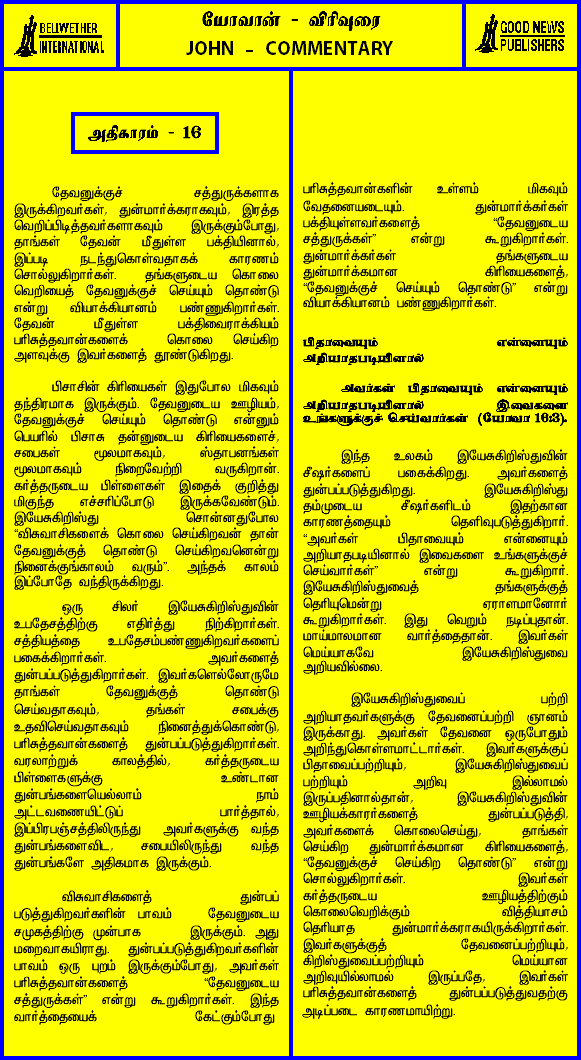 BELWETHER
INTERNATIONAL
யோவான் - விரிவுரை
JOHN - COMMENTARY
GOOD NEWS
PUBLISHERS
அதிகாரம் - 16
தேவனுக்குச் சத்துருக்களாக
இருக்கிறவர்கள், துன்மார்க்கராகவும், இரத்த
வெறிப்பிடித்தவர்களாகவும் இருக்கும்போது,
தாங்கள் தேவன் மீதுள்ள பக்தியினால்,
இப்படி நடந்துகொள்வதாகக் காரணம்
சொல்லுகிறார்கள். தங்களுடைய கொலை
வெறியைத் தேவனுக்குச் செய்யும் தொண்டு
என்று வியாக்கியானம் பண்ணுகிறார்கள்.
தேவன் மீதுள்ள பக்திவைராக்கியம்
பரிசுத்தவான்களைக் கொலை செய்கிற
அளவுக்கு இவர்களைத் தூண்டுகிறது.
பிசாசின் கிரியைகள் இதுபோல மிகவும்
தந்திரமாக இருக்கும். தேவனுடைய ஊழியம்,
தேவனுக்குச் செய்யும் தொண்டு என்னும்
பெயரில் பிசாசு தன்னுடைய கிரியைகளைச்,
சபைகள் மூலமாகவும், ஸ்தாபனங்கள்
மூலமாகவும் நிறைவேற்றி வருகிறான்.
கர்த்தருடைய பிள்ளைகள் இதைக் குறித்து
மிகுந்த எச்சரிப்போடு இருக்கவேண்டும்.
இயேசுகிறிஸ்து சொன்னதுபோல
“விசுவாசிகளைக் கொலை செய்கிறவன் தான்
தேவனுக்குத் தொண்டு செய்கிறவனென்று
நினைக்குங்காலம் வரும்”. அந்தக் காலம்
இப்போதே வந்திருக்கிறது.
ஒரு சிலர் இயேசுகிறிஸ்துவின்
உபதேசத்திற்கு எதிர்த்து நிற்கிறார்கள்.
சத்தியத்தை உபதேசம்பண்ணுகிறவர்களைப்
பகைக்கிறார்கள். அவர்களைத்
துன்பப்படுத்துகிறார்கள். இவர்களெல்லோருமே
தாங்கள் தேவனுக்குத் தொண்டு
செய்வதாகவும், தங்கள் சபைக்கு
உதவிசெய்வதாகவும் நினைத்துக்கொண்டு,
பரிசுத்தவான்களைத் துன்பப்படுத்துகிறார்கள்.
வரலாற்றுக் காலத்தில், கர்த்தருடைய
பிள்ளைகளுக்கு உண்டான
துன்பங்களையெல்லாம் நாம்
அட்டவணையிட்டுப் பார்த்தால்,
இப்பிரபஞ்சத்திலிருந்து அவர்களுக்கு வந்த
துன்பங்களைவிட, சபையிலிருந்து வந்த
துன்பங்களே அதிகமாக இருக்கும்.
விசுவாசிகளைத் துன்பப்
படுத்துகிறவர்களின் பாவம் தேவனுடைய
சமுகத்திற்கு முன்பாக இருக்கும். அது
மறைவாகயிராது. துன்பப்படுத்துகிறவர்களின்
பாவம் ஒரு புறம் இருக்கும்போது, அவர்கள்
பரிசுத்தவான்களைத் “தேவனுடைய
சத்துருக்கள்” என்று கூறுகிறார்கள். இந்த
வார்த்தையைக் கேட்கும்போது
பரிசுத்தவான்களின் உள்ளம் மிகவும்
வேதனையடையும். துன்மார்க்கர்கள்
பக்தியுள்ளவர்களைத் “தேவனுடைய
சத்துருக்கள்” என்று கூறுகிறார்கள்.
துன்மார்க்கர்கள் தங்களுடைய
துன்மார்க்கமான கிரியைகளைத்,
“தேவனுக்குச் செய்யும் தொண்டு” என்று
வியாக்கியானம் பண்ணுகிறார்கள்.
பிதாவையும் என்னையும்
அறியாதபடியினால்
அவர்கள் பிதாவையும் என்னையும்
அறியாதபடியினால் இவைகளை
உங்களுக்குச் செய்வார்கள் (யோவா 16:3).
இந்த உலகம் இயேசுகிறிஸ்துவின்
சீஷர்களைப் பகைக்கிறது. அவர்களைத்
துன்பப்படுத்துகிறது. இயேசுகிறிஸ்து
தம்முடைய சீஷர்களிடம் இதற்கான
காரணத்தையும் தெளிவுபடுத்துகிறார்.
“அவர்கள் பிதாவையும் என்னையும்
அறியாதபடியினால் இவைகளை உங்களுக்குச்
செய்வார்கள்” என்று கூறுகிறார்.
இயேசுகிறிஸ்துவைத் தங்களுக்குத்
தெரியுமென்று ஏராளமானோர்
கூறுகிறார்கள். இது வெறும் நடிப்புதான்.
மாய்மாலமான வார்த்தைதான். இவர்கள்
மெய்யாகவே இயேசுகிறிஸ்துவை
அறியவில்லை.
இயேசுகிறிஸ்துவைப் பற்றி
அறியாதவர்களுக்கு தேவனைப்பற்றி ஞானம்
இருக்காது. அவர்கள் தேவனை ஒருபோதும்
அறிந்துகொள்ளமாட்டார்கள். இவர்களுக்குப்
பிதாவைப்பற்றியும், இயேசுகிறிஸ்துவைப்
பற்றியும் அறிவு இல்லாமல்
இருப்பதினால்தான், இயேசுகிறிஸ்துவின்
ஊழியக்காரர்களைத் துன்பப்படுத்தி,
அவர்களைக் கொலைசெய்து, தாங்கள்
செய்கிற துன்மார்க்கமான கிரியைகளைத்,
“தேவனுக்குச் செய்கிற தொண்டு” என்று
சொல்லுகிறார்கள். இவர்கள்
கர்த்தருடைய ஊழியத்திற்கும்
கொலைவெறிக்கும் வித்தியாசம்
தெரியாத துன்மார்க்கராகயிருக்கிறார்கள்.
இவர்களுக்குத் தேவனைப்பற்றியும்,
கிறிஸ்துவைப்பற்றியும் மெய்யான
அறிவுயில்லாமல் இருப்பதே, இவர்கள்
பரிசுத்தவான்களைத் துன்பப்படுத்துவதற்கு
அடிப்படை காரணமாயிற்று.